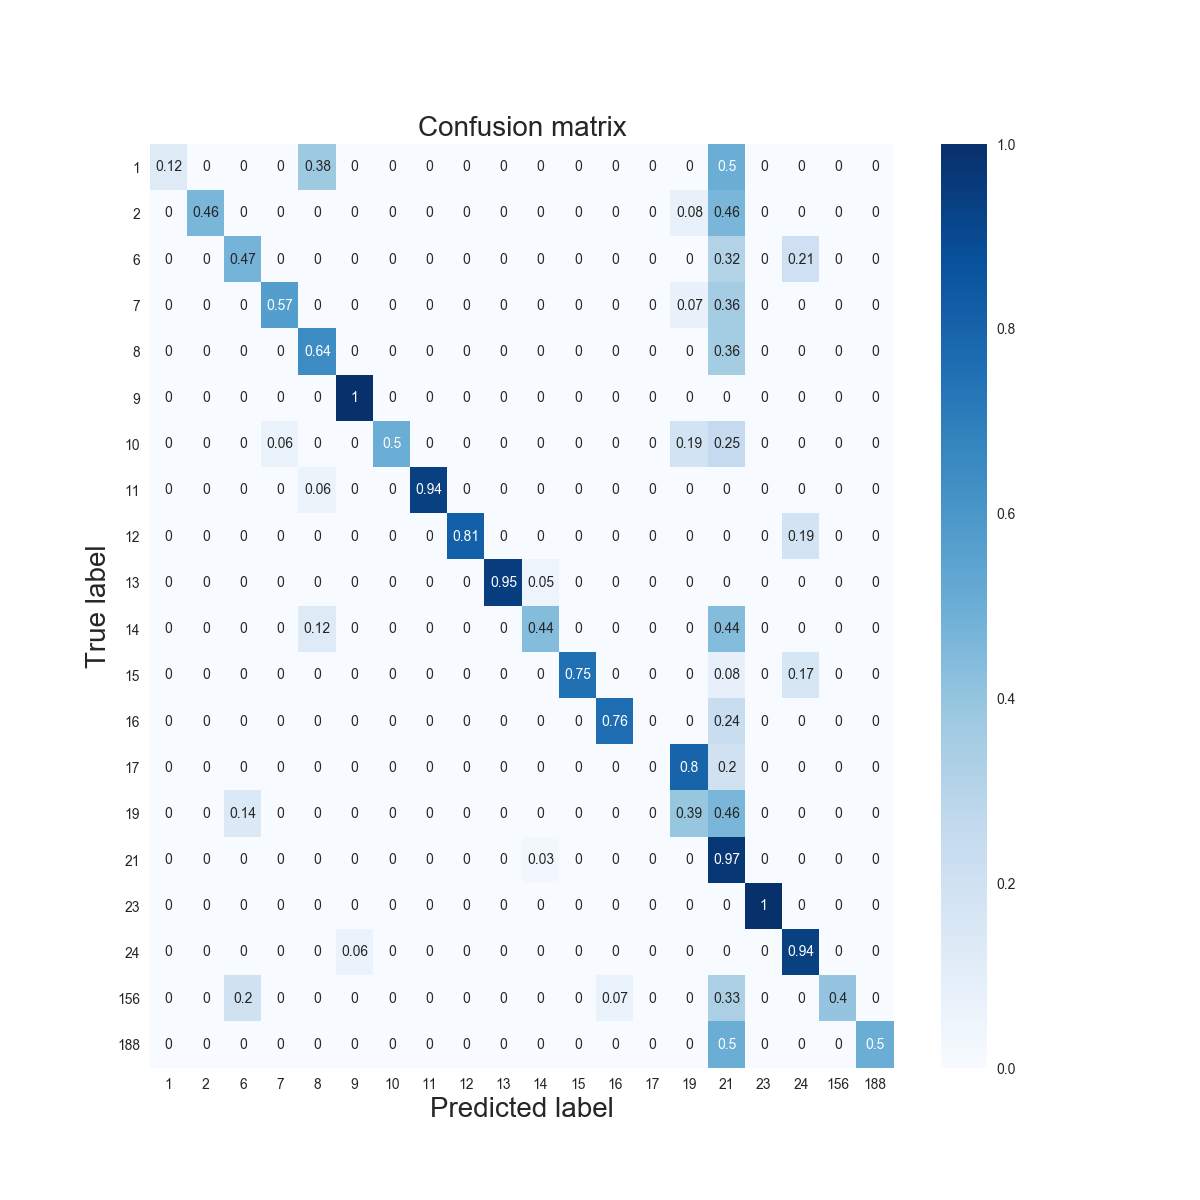 Confusion matrix
1 0.12 0 0 0 0.38 0 0 0 0 0 0 0 0 0 0 0.5 0 0 0 0
2 0 0.46 0 0 0 0 0 0 0 0 0 0 0 0 0.08 0.46 0 0 0 0
6 0 0 0.47 0 0 0 0 0 0 0 0 0 0 0 0 0.32 0 0.21 0 0
7 0 0 0 0.57 0 0 0 0 0 0 0 0 0 0 0.07 0.36 0 0 0 0
8 0 0 0 0 0.64 0 0 0 0 0 0 0 0 0 0 0.36 0 0 0 0
9 0 0 0 0 0 1 0 0 0 0 0 0 0 0 0 0 0 0 0 0
10 0 0 0 0.06 0 0 0.5 0 0 0 0 0 0 0 0.19 0.25 0 0 0 0
11 0 0 0 0 0.06 0 0 0.94 0 0 0 0 0 0 0 0 0 0 0 0
12 0 0 0 0 0 0 0 0 0.81 0 0 0 0 0 0 0 0 0.19 0 0
13 0 0 0 0 0 0 0 0 0 0.95 0.05 0 0 0 0 0 0 0 0 0
14 0 0 0 0 0.12 0 0 0 0 0 0.44 0 0 0 0 0.44 0 0 0 0
15 0 0 0 0 0 0 0 0 0 0 0 0.75 0 0 0 0.08 0 0.17 0 0
16 0 0 0 0 0 0 0 0 0 0 0 0 0.76 0 0 0.24 0 0 0 0
17 0 0 0 0 0 0 0 0 0 0 0 0 0 0 0.8 0.2 0 0 0 0
19 0 0 0.14 0 0 0 0 0 0 0 0 0 0 0 0.39 0.46 0 0 0 0
21 0 0 0 0 0 0 0 0 0 0 0.03 0 0 0 0 0.97 0 0 0 0
23 0 0 0 0 0 0 0 0 0 0 0 0 0 0 0 0 1 0 0 0
24 0 0 0 0 0 0.06 0 0 0 0 0 0 0 0 0 0 0 0.94 0 0
156 0 0 0.2 0 0 0 0 0 0 0 0 0 0.07 0 0 0.33 0 0 0.4 0
188 0 0 0 0 0 0 0 0 0 0 0 0 0 0 0 0.5 0 0 0 0.5
1 2 6 7 8 9 10 11 12 13 14 15 16 17 19 21 23 24 156 188
Predicted label
True label
1.0
0.8
0.6
0.4
0.2
0.0